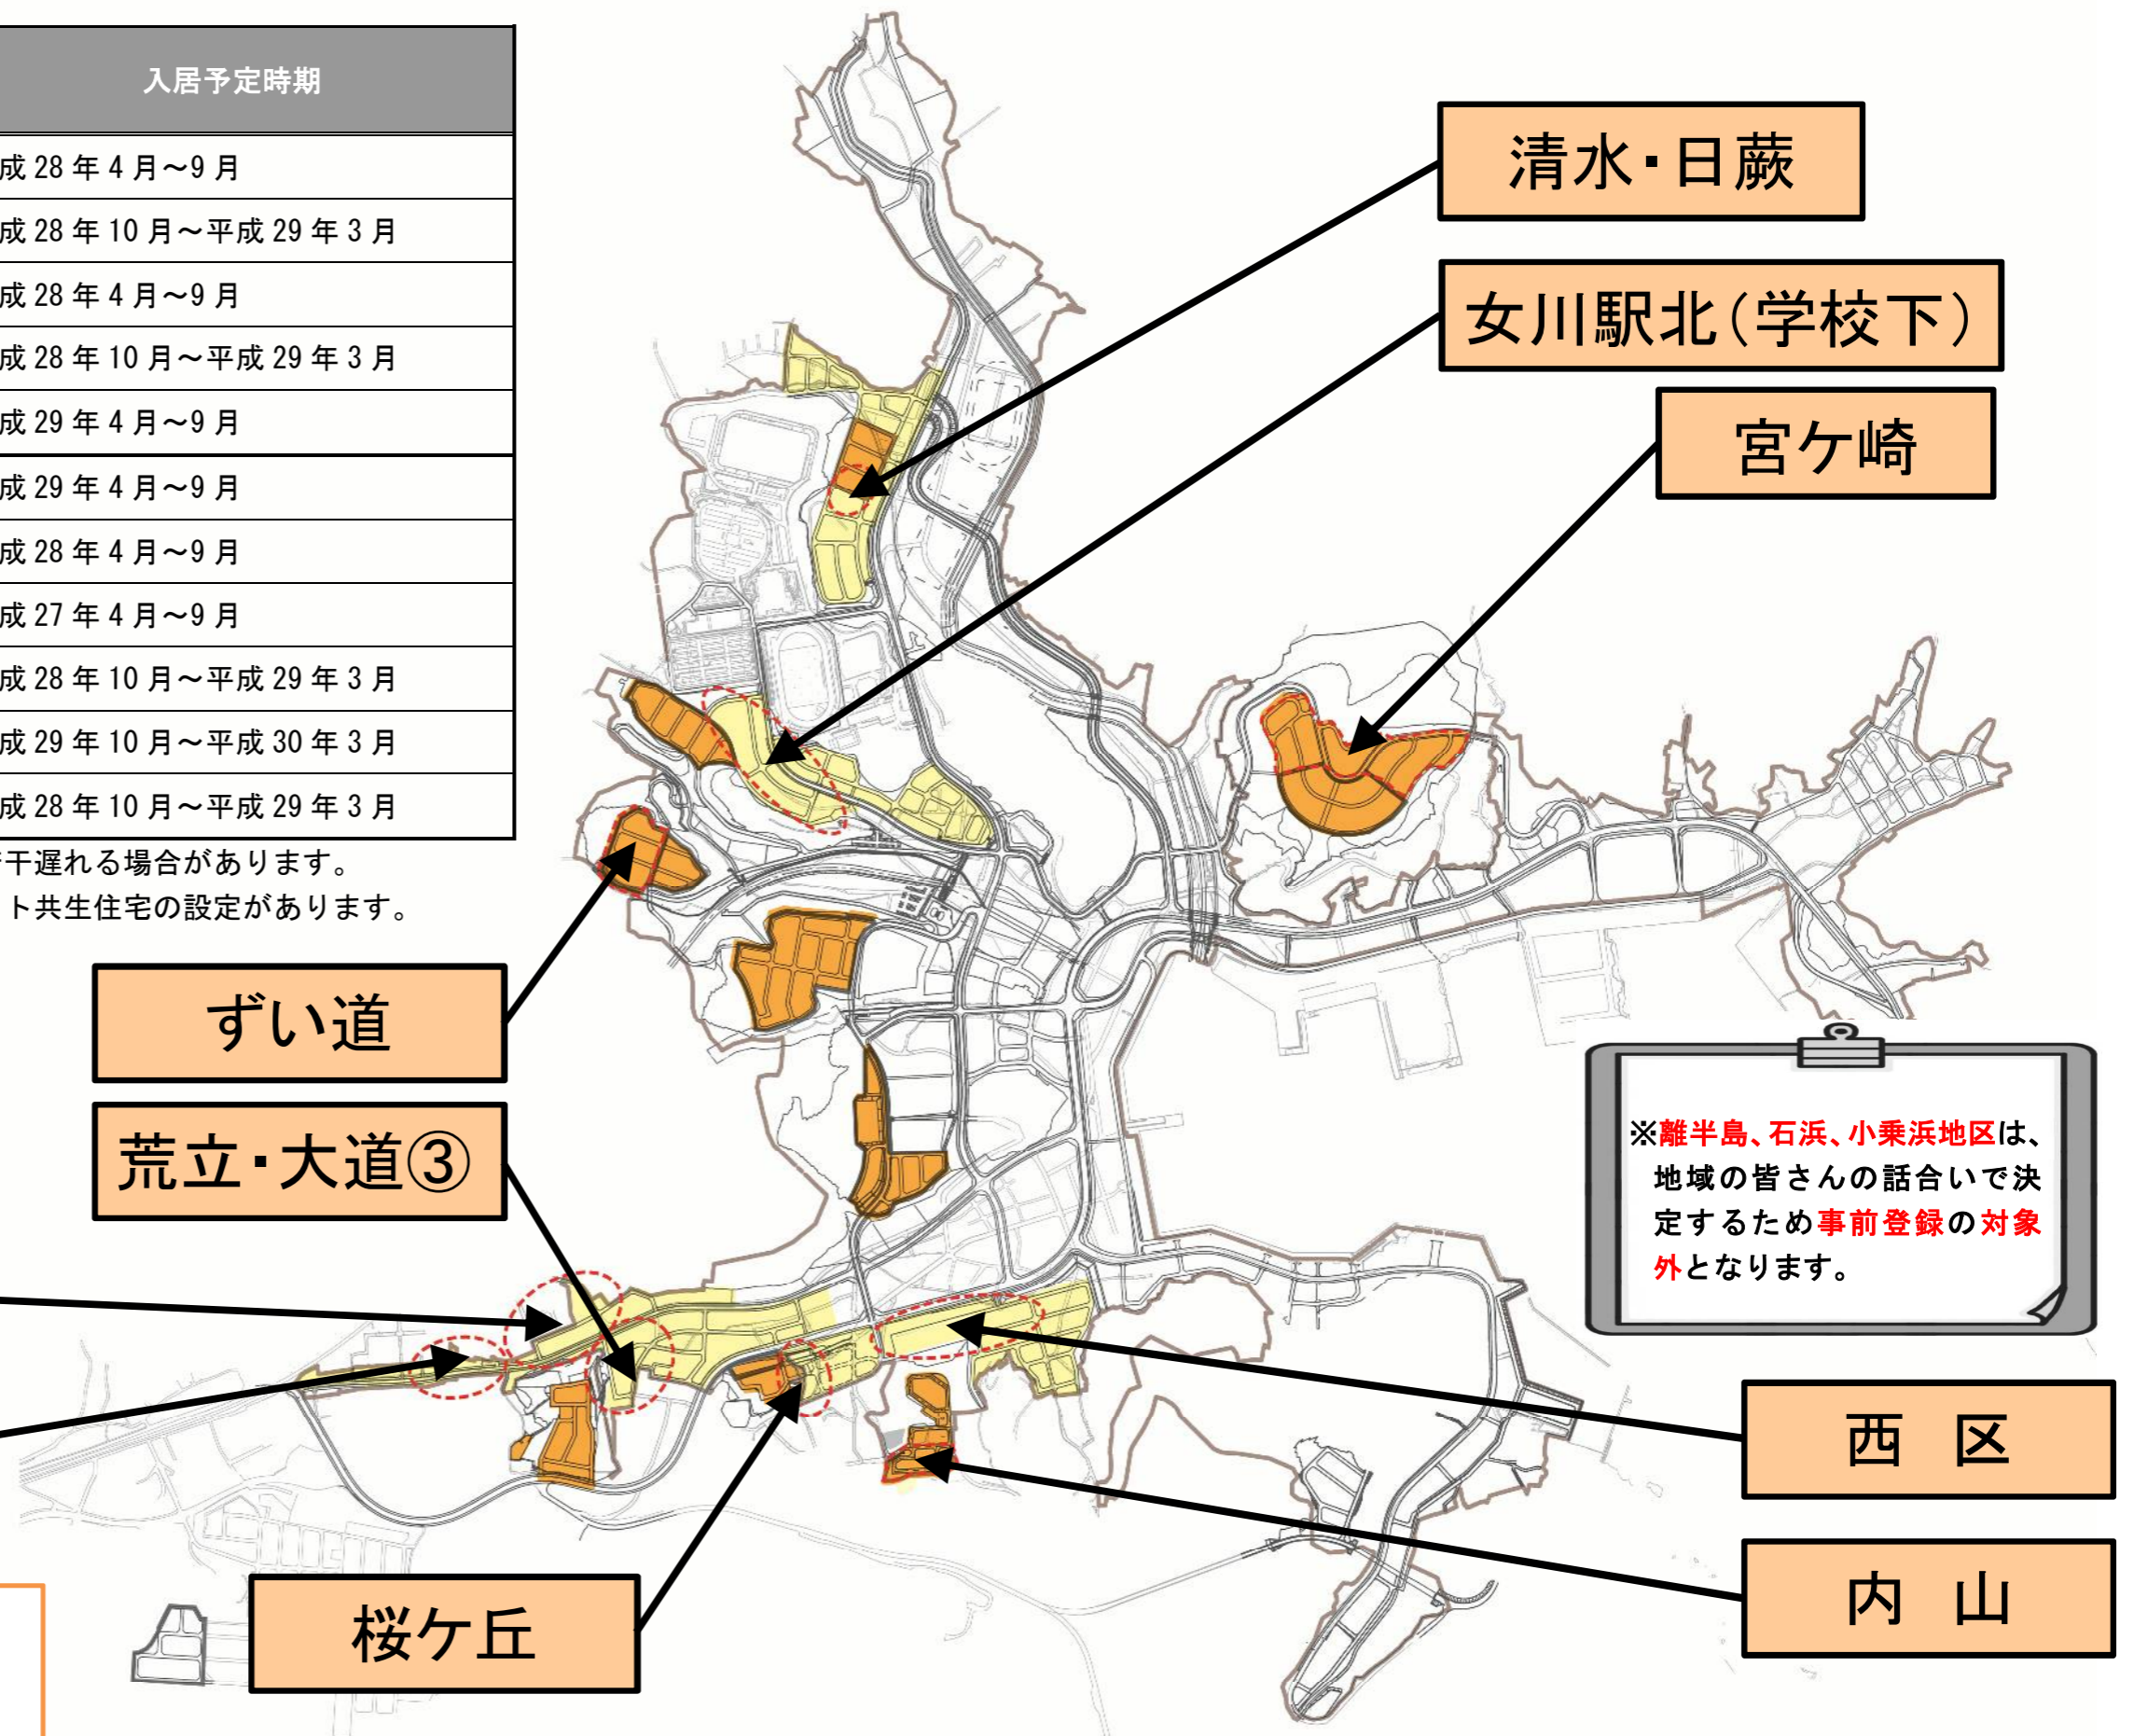 入居予定時期
成 28 年 4 月～9 月
成 28 年 10 月～平成 29 年 3 月
成 28 年 4 月～9 月
成 28 年 10 月～平成 29 年 3 月
成 29 年 4 月～9 月
成 29 年 4 月～9 月
成 28 年 4 月～9 月
成 27 年 4 月～9 月
成 28 年 10 月～平成 29 年 3 月
成 29 年 10 月～平成 30 年 3 月
成 28 年 10 月～平成 29 年 3 月
干遅れる場合があります。
ト共生住宅の設定があります。
清水・日蕨
女川駅北（学校下）
宮ケ崎
ずい道
荒立・大道③
※離半島、石浜、小乗浜地区は、
地域の皆さんの話合いで決
定するため事前登録の対象
外となります。
西　区
内　山
桜ケ丘